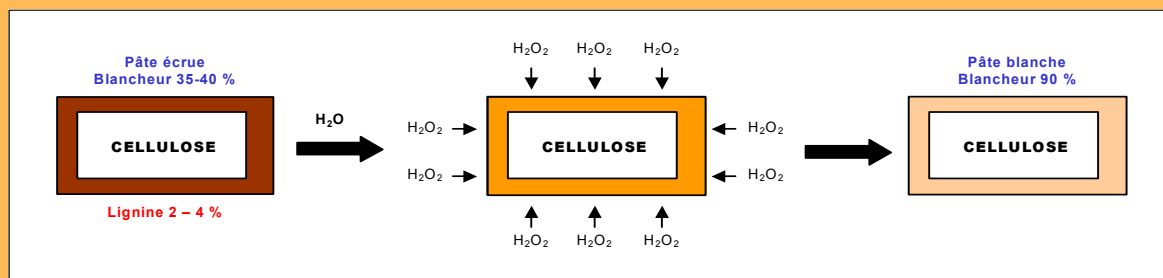 Pâte écrue
Blancheur 35-40 %
CELLULOSE
Lignine 2 – 4 %
H₂O
H₂O₂ H₂O₂ H₂O₂
H₂O₂
H₂O₂
CELLULOSE
H₂O₂
H₂O₂
H₂O₂ H₂O₂ H₂O₂
Pâte blanche
Blancheur 90 %
CELLULOSE